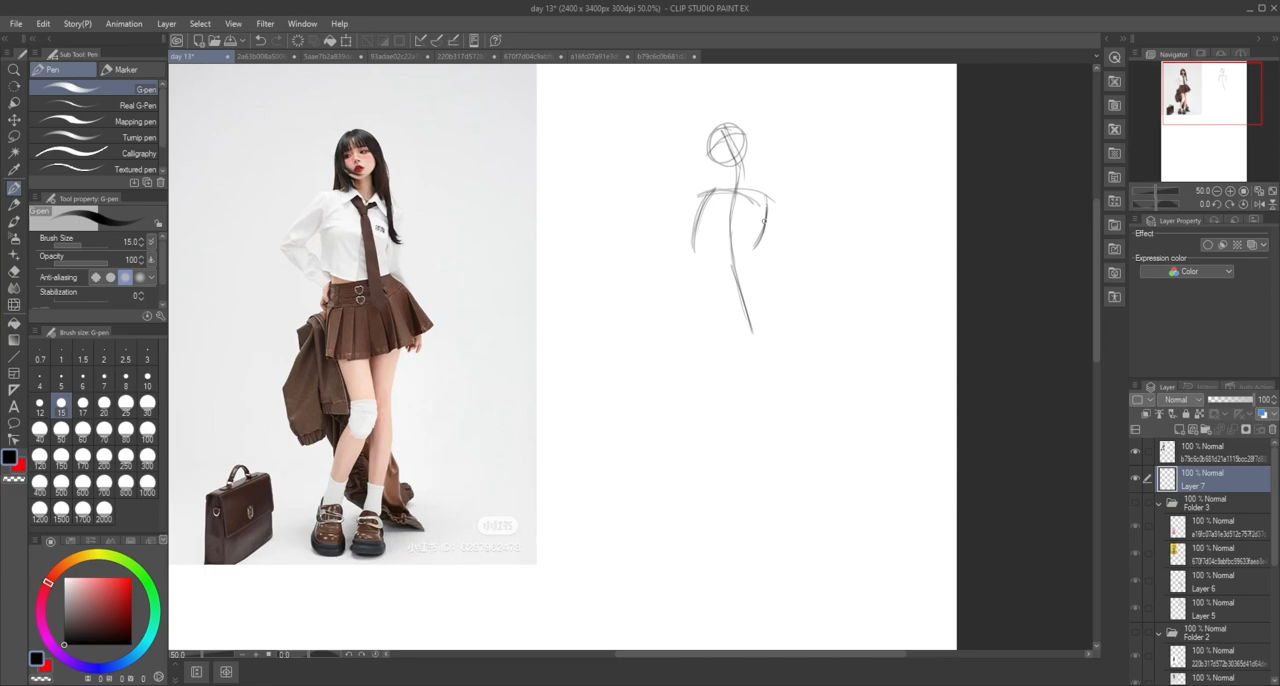 day 13* (2400 x 3400px 300dpi 50.0%) - CLIP STUDIO PAINT EX
File Edit Story(P) Animation Layer Select View Filter Window Help
Sub Tool: Pen
Pen Marker
G-pen
Real G-Pen
Mapping pen
Turnip pen
Calligraphy
Textured pen
Tool property: G-pen
G-pen
Brush Size 15.0
Opacity 100
Anti-aliasing
Stabilization 0
Brush size: G-pen
0.7 1 1.5 2 2.5 3
4 5 6 7 8 10
12 15 17 20 25 30
40 50 60 70 80 100
120 150 170 200 250 300
400 500 600 700 800 1000
1200 1500 1700 2000
day 13*
小红书
Navigator
50.0
0.0
Layer Property
Effect
Expression color
Color
Layer
Normal 100
100 % Normal
100 % Normal
Layer 7
100 % Normal
Folder 3
100 % Normal
100 % Normal
100 % Normal
Layer 6
100 % Normal
Layer 5
100 % Normal
Folder 2
100 % Normal
100 % Normal
50.0
0.0